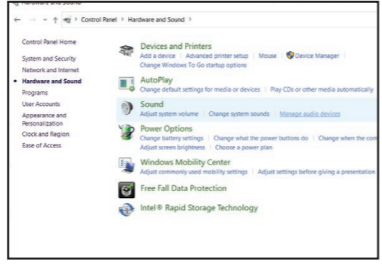 Hardware and Sound
Control Panel > Hardware and Sound >
Control Panel Home
System and Security
Network and Internet
Hardware and Sound
Programs
User Accounts
Appearance and
Personalization
Clock and Region
Ease of Access
Devices and Printers
Add a device | Advanced printer setup | Mouse | Device Manager
Change Windows To Go startup options
AutoPlay
Change default settings for media or devices | Play CDs or other media automatically
Sound
Adjust system volume | Change system sounds | Manage audio devices
Power Options
Change battery settings | Change what the power buttons do | Change when the com
Adjust screen brightness | Choose a power plan
Windows Mobility Center
Adjust commonly used mobility settings | Adjust settings before giving a presentation
Free Fall Data Protection
Intel® Rapid Storage Technology